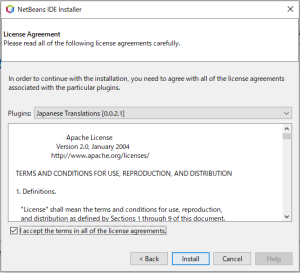 NetBeans IDE Installer
License Agreement
Please read all of the following license agreements carefully.
In order to continue with the installation, you need to agree with all of the license agreements
associated with the particular plugins.
Plugins: Japanese Translations [0.0.2.1]
Apache License
Version 2.0, January 2004
http://www.apache.org/licenses/
TERMS AND CONDITIONS FOR USE, REPRODUCTION, AND DISTRIBUTION
1. Definitions.
"License" shall mean the terms and conditions for use, reproduction,
and distribution as defined by Sections 1 through 9 of this document.
I accept the terms in all of the license agreements.
< Back Install Cancel Help